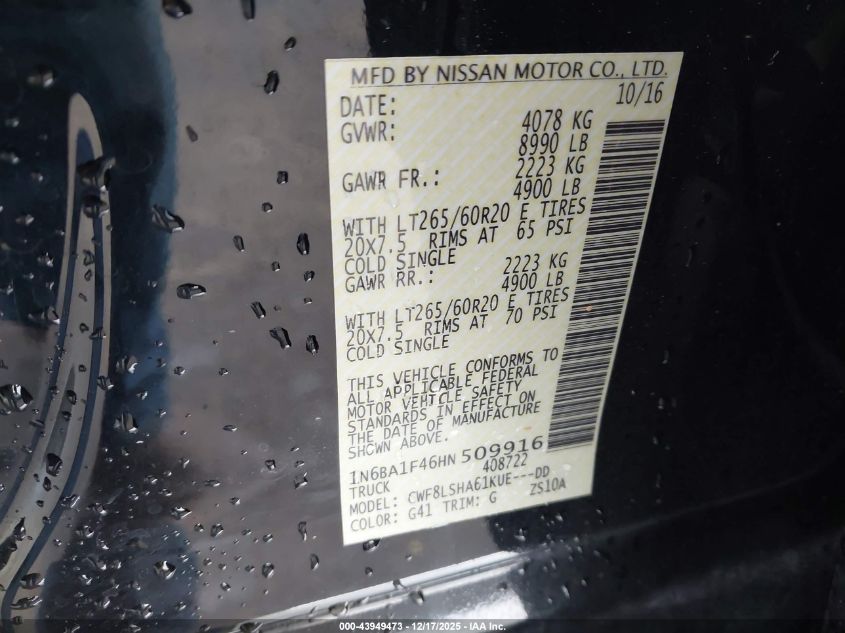 MFD BY NISSAN MOTOR CO., LTD.
DATE: 10/16
GVWR: 4078 KG
8990 LB
GAWR FR.: 2223 KG
4900 LB
WITH LT265/60R20 E TIRES
20X7.5 RIMS AT 65 PSI
COLD SINGLE
GAWR RR.: 2223 KG
4900 LB
WITH LT265/60R20 E TIRES
20X7.5 RIMS AT 70 PSI
COLD SINGLE
THIS VEHICLE CONFORMS TO
ALL APPLICABLE FEDERAL
MOTOR VEHICLE SAFETY
STANDARDS IN EFFECT ON
THE DATE OF MANUFACTURE
SHOWN ABOVE.
1N6BA1F46HN 509916
TRUCK 408722
MODEL: CWF8LSHA61KUE---DD
COLOR: G41 TRIM: G ZS10A
000-43949473 - 12/17/2025 - IAA Inc.